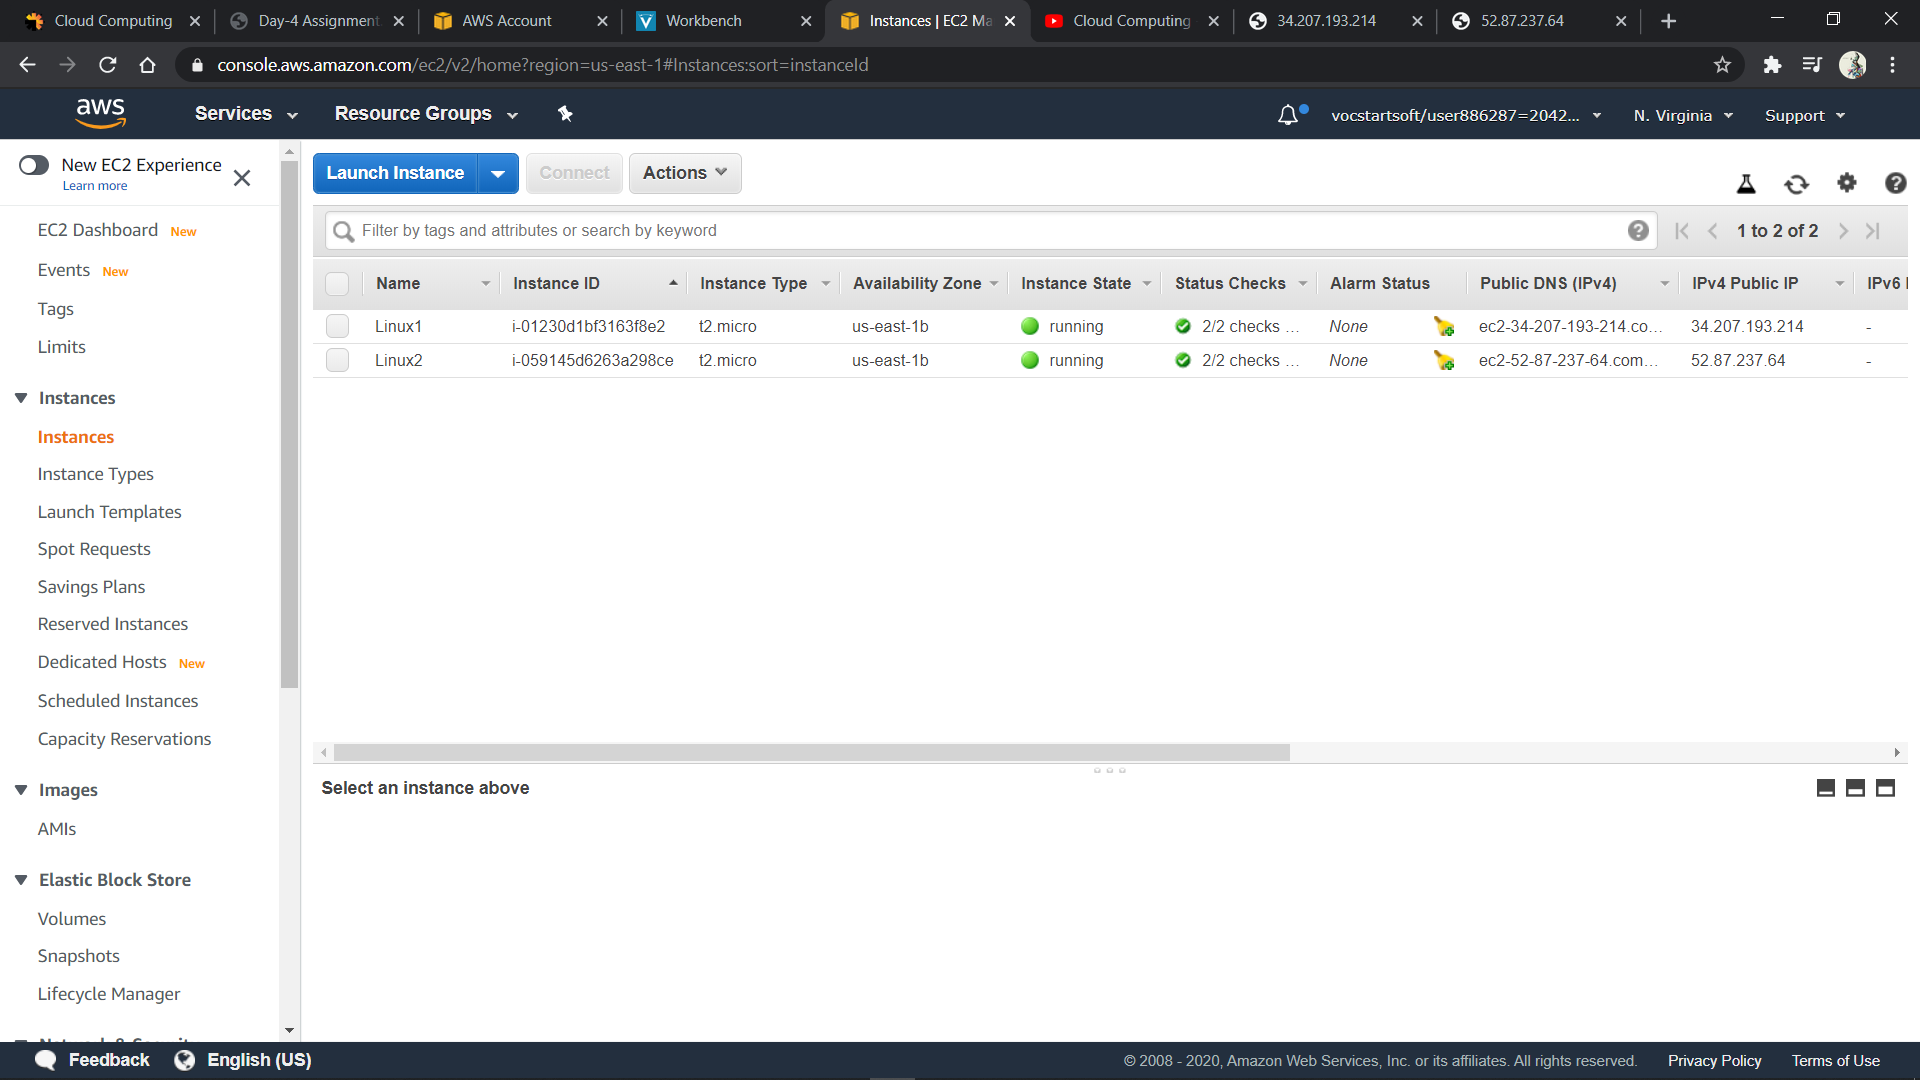 Cloud Computing
Day-4 Assignment
AWS Account
Workbench
Instances | EC2 Ma
Cloud Computing
34.207.193.214
52.87.237.64
console.aws.amazon.com/ec2/v2/home?region=us-east-1#Instances:sort=instanceId
aws
Services
Resource Groups
vocstartsoft/user886287=2042...
N. Virginia
Support
New EC2 Experience
Learn more
EC2 Dashboard New
Events New
Tags
Limits
Instances
Instances
Instance Types
Launch Templates
Spot Requests
Savings Plans
Reserved Instances
Dedicated Hosts New
Scheduled Instances
Capacity Reservations
Images
AMIs
Elastic Block Store
Volumes
Snapshots
Lifecycle Manager
Launch Instance
Connect
Actions
Filter by tags and attributes or search by keyword
1 to 2 of 2
Name Instance ID Instance Type Availability Zone Instance State Status Checks Alarm Status Public DNS (IPv4) IPv4 Public IP IPv6
Linux1 i-01230d1bf3163f8e2 t2.micro us-east-1b running 2/2 checks ... None ec2-34-207-193-214.co... 34.207.193.214 -
Linux2 i-059145d6263a298ce t2.micro us-east-1b running 2/2 checks ... None ec2-52-87-237-64.com... 52.87.237.64 -
Select an instance above
Feedback
English (US)
© 2008 - 2020, Amazon Web Services, Inc. or its affiliates. All rights reserved.
Privacy Policy
Terms of Use